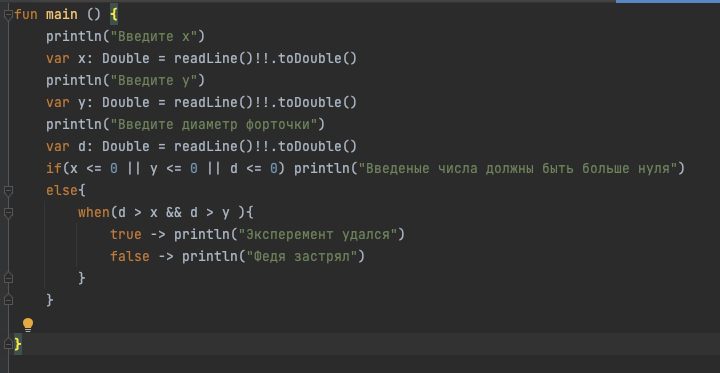 fun main () {
println("Введите x")
var x: Double = readLine()!!.toDouble()
println("Введите y")
var y: Double = readLine()!!.toDouble()
println("Введите диаметр форточки")
var d: Double = readLine()!!.toDouble()
if(x <= 0 || y <= 0 || d <= 0) println("Введеные числа должны быть больше нуля")
else{
when(d > x && d > y ){
true -> println("Эксперемент удался")
false -> println("Федя застрял")
}
}
}